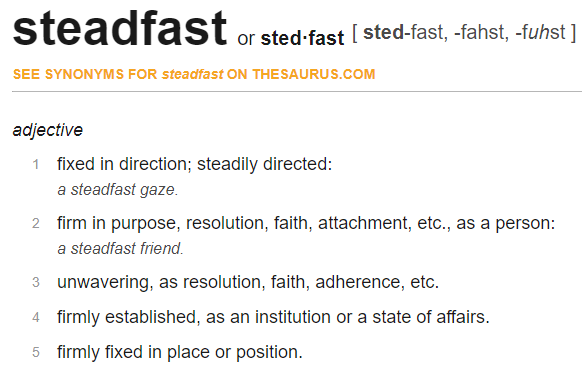 steadfast or sted·fast [ sted-fast, -fahst, -fuhst ]
SEE SYNONYMS FOR steadfast ON THESAURUS.COM
adjective
1 fixed in direction; steadily directed:
a steadfast gaze.
2 firm in purpose, resolution, faith, attachment, etc., as a person:
a steadfast friend.
3 unwavering, as resolution, faith, adherence, etc.
4 firmly established, as an institution or a state of affairs.
5 firmly fixed in place or position.